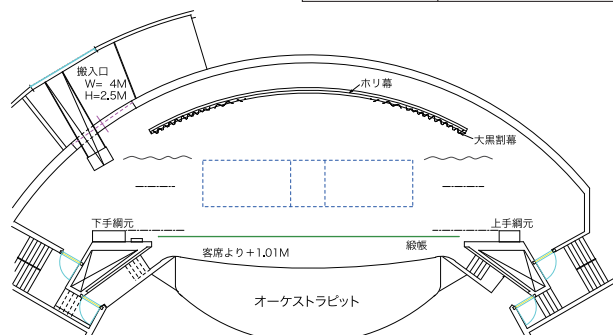 搬入口
W= 4M
H=2.5M
ホリ幕
大黒割幕
下手綱元
上手綱元
緞帳
客席より+1.01M
オーケストラピット